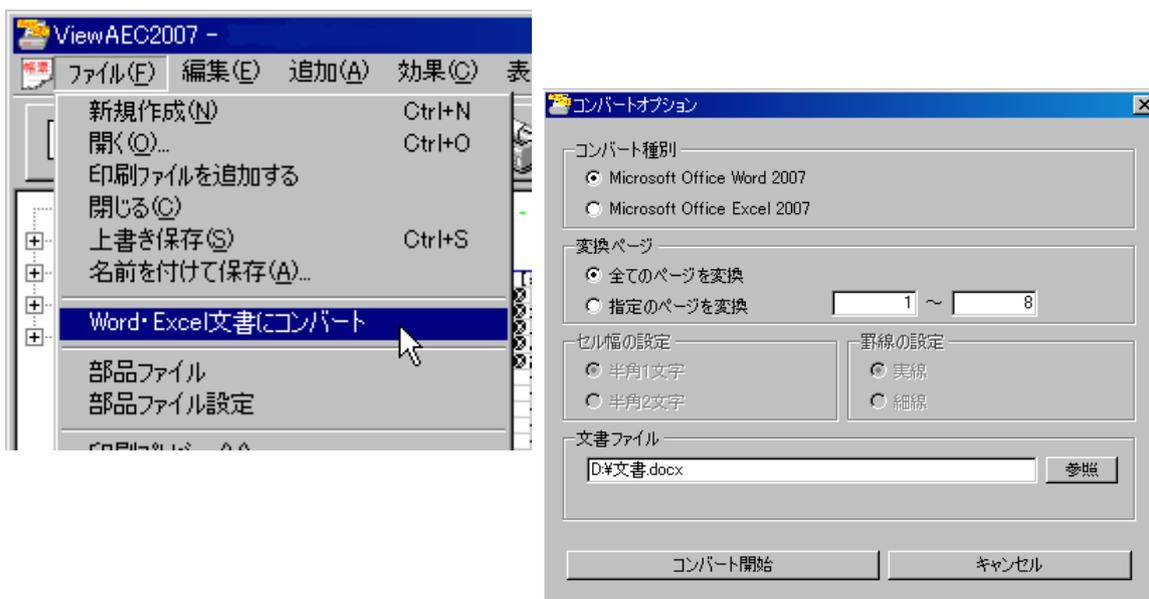 ViewAEC2007 -
帳票 ファイル(F) 編集(E) 追加(A) 効果(C) 表
新規作成(N) Ctrl+N
開く(O)... Ctrl+O
印刷ファイルを追加する
閉じる(C)
上書き保存(S) Ctrl+S
名前を付けて保存(A)...
Word・Excel文書にコンバート
部品ファイル
部品ファイル設定
コンバートオプション
コンバート種別
Microsoft Office Word 2007
Microsoft Office Excel 2007
変換ページ
全てのページを変換
指定のページを変換 1 ～ 8
セル幅の設定 罫線の設定
半角1文字 実線
半角2文字 細線
文書ファイル
D:¥文書.docx 参照
コンバート開始 キャンセル